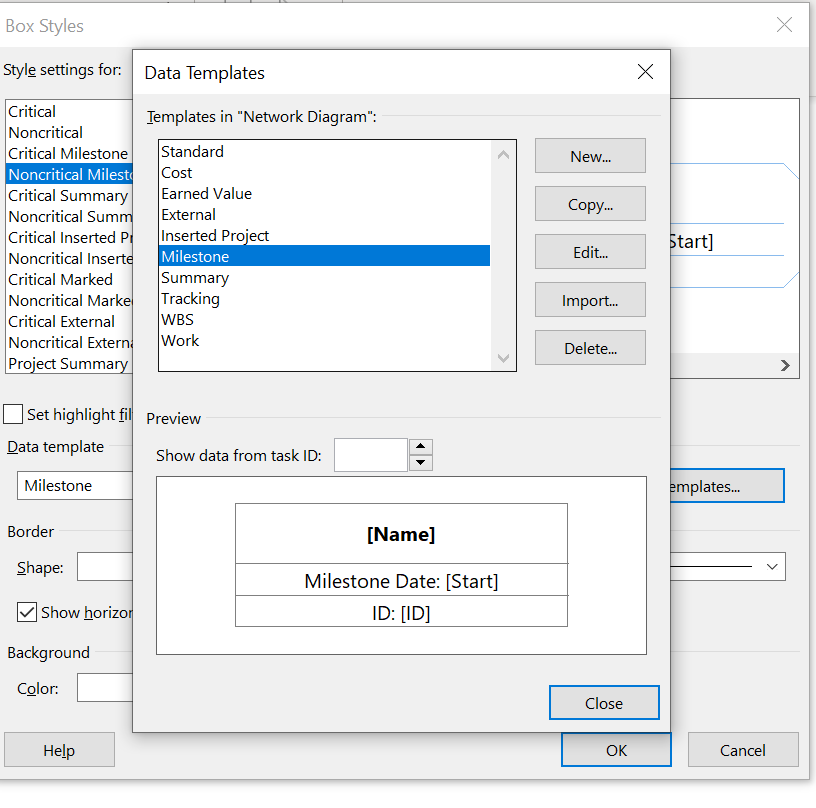 Box Styles
Style settings for:
Critical
Noncritical
Critical Milestone
Noncritical Milesto
Critical Summary
Noncritical Summ
Critical Inserted Pr
Noncritical Inserte
Critical Marked
Noncritical Marke
Critical External
Noncritical Externa
Project Summary
Set highlight fil
Data template
Milestone
Border
Shape:
Show horizon
Background
Color:
Help
Data Templates
Templates in "Network Diagram":
Standard
Cost
Earned Value
External
Inserted Project
Milestone
Summary
Tracking
WBS
Work
New...
Copy...
Edit...
Import...
Delete...
Preview
Show data from task ID:
[Name]
Milestone Date: [Start]
ID: [ID]
Close
Start]
emplates...
OK
Cancel